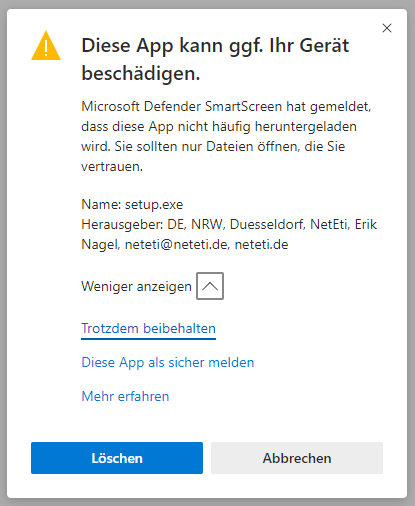 Diese App kann ggf. Ihr Gerät
beschädigen.
Microsoft Defender SmartScreen hat gemeldet,
dass diese App nicht häufig heruntergeladen
wird. Sie sollten nur Dateien öffnen, die Sie
vertrauen.
Name: setup.exe
Herausgeber: DE, NRW, Duesseldorf, NetEti, Erik
Nagel, neteti@neteti.de, neteti.de
Weniger anzeigen
Trotzdem beibehalten
Diese App als sicher melden
Mehr erfahren
Löschen Abbrechen